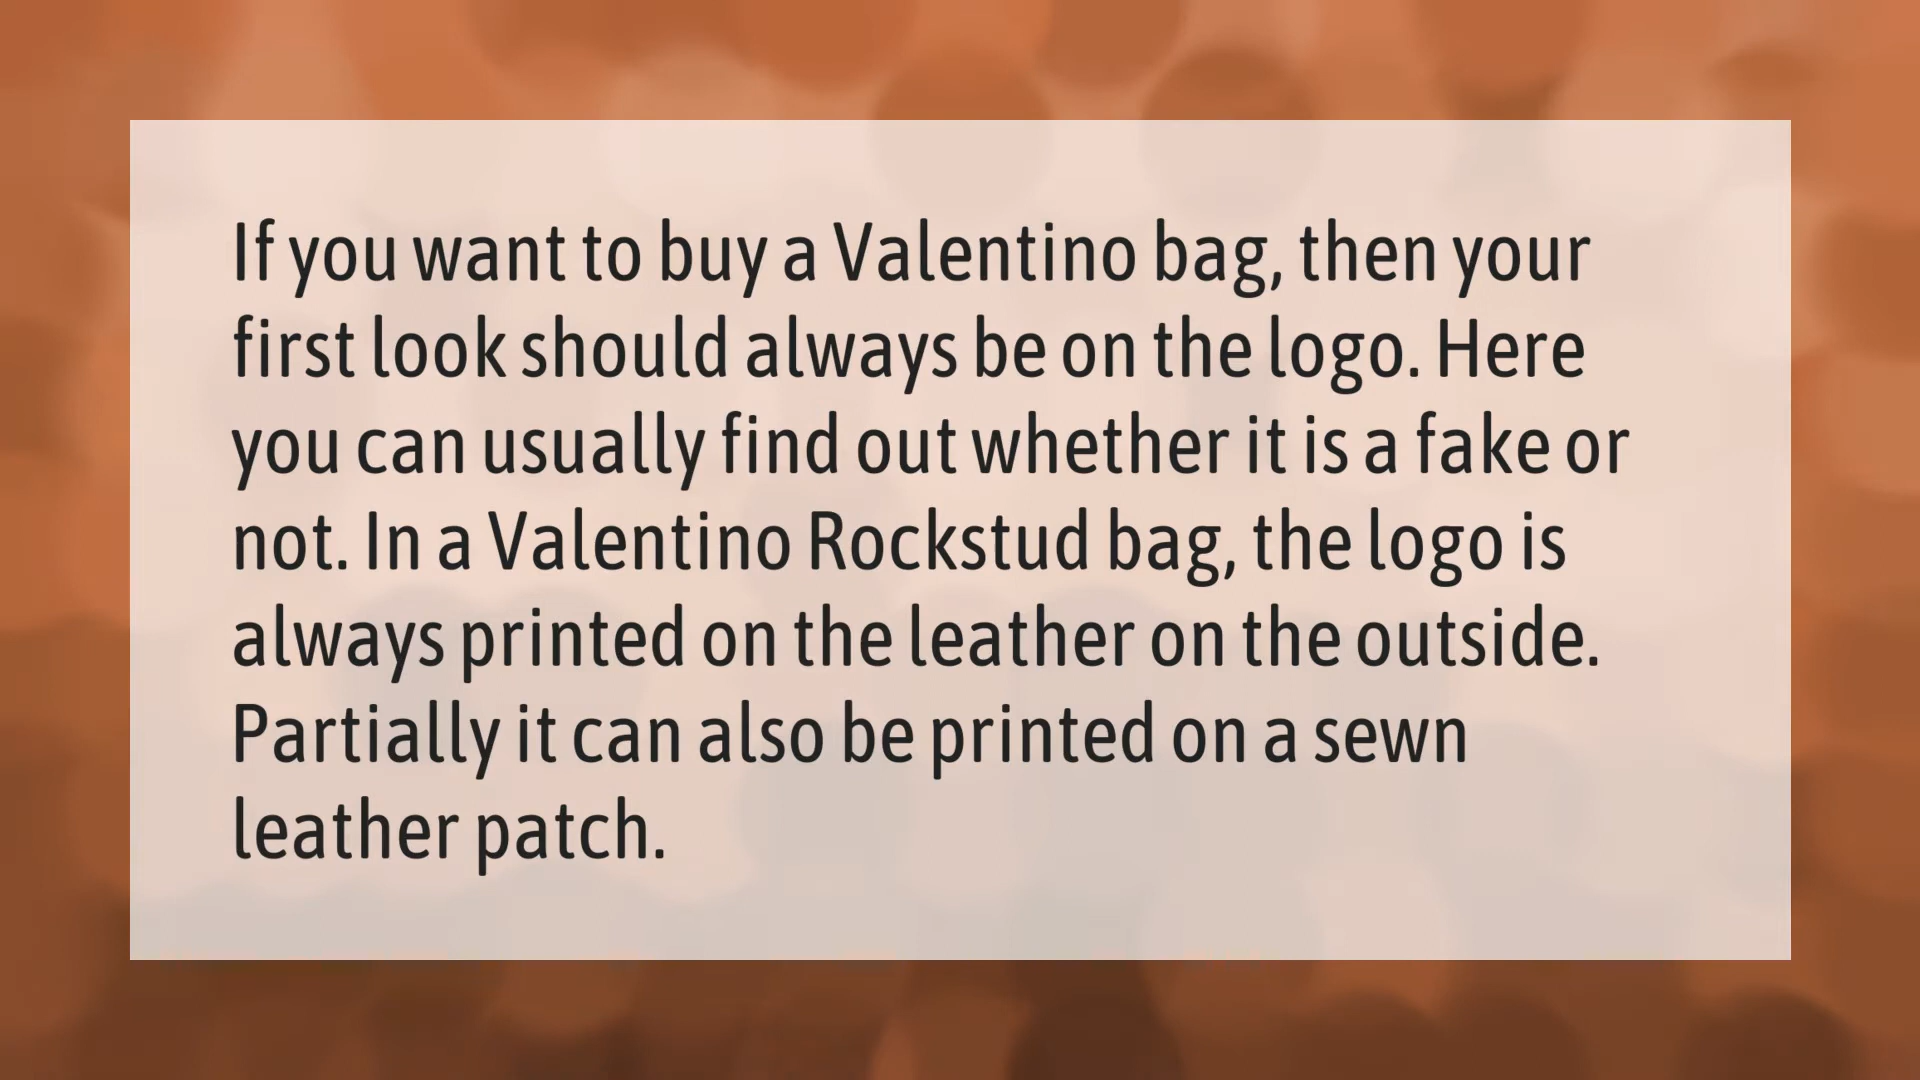 If you want to buy a Valentino bag, then your
first look should always be on the logo. Here
you can usually find out whether it is a fake or
not. In a Valentino Rockstud bag, the logo is
always printed on the leather on the outside.
Partially it can also be printed on a sewn
leather patch.